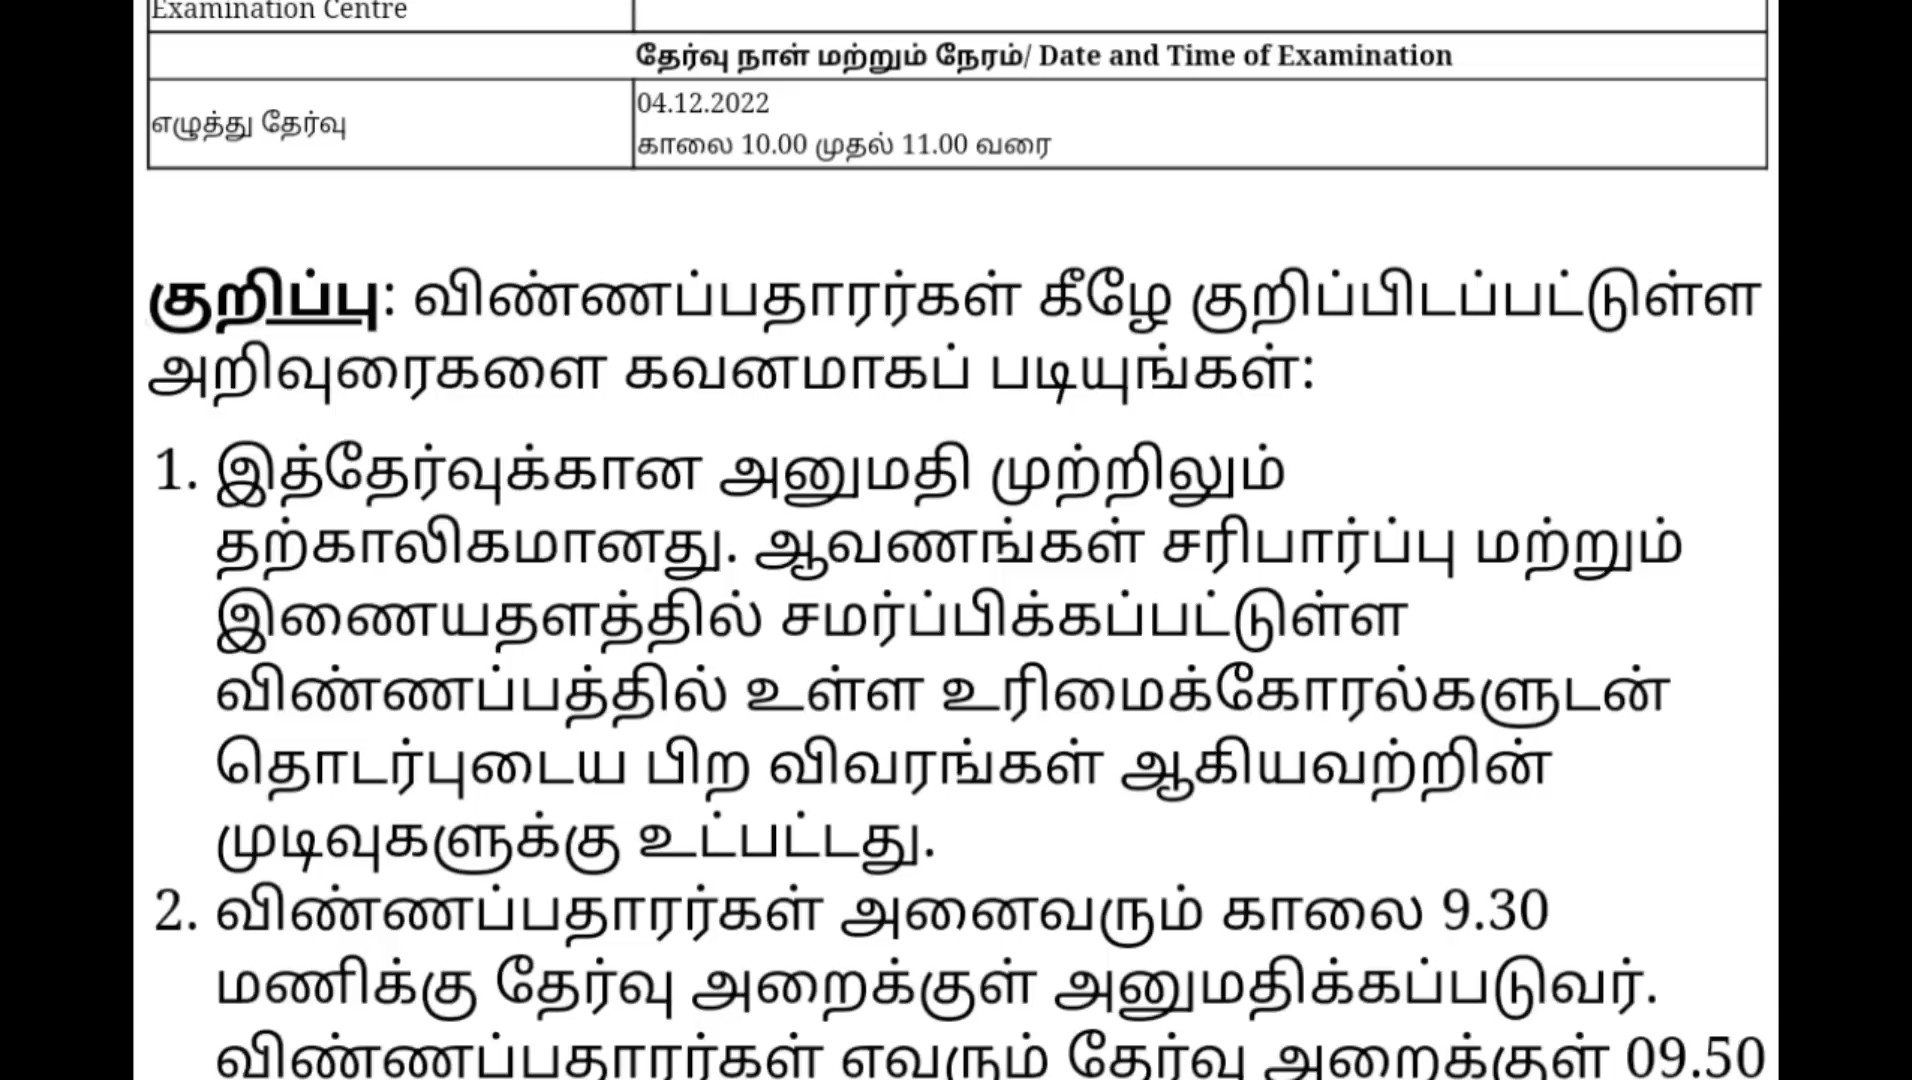 Examination Centre
தேர்வு நாள் மற்றும் நேரம்/ Date and Time of Examination
எழுத்து தேர்வு
04.12.2022
காலை 10.00 முதல் 11.00 வரை
குறிப்பு: விண்ணப்பதாரர்கள் கீழே குறிப்பிடப்பட்டுள்ள
அறிவுரைகளை கவனமாகப் படியுங்கள்:
1. இத்தேர்வுக்கான அனுமதி முற்றிலும்
தற்காலிகமானது. ஆவணங்கள் சரிபார்ப்பு மற்றும்
இணையதளத்தில் சமர்ப்பிக்கப்பட்டுள்ள
விண்ணப்பத்தில் உள்ள உரிமைக்கோரல்களுடன்
தொடர்புடைய பிற விவரங்கள் ஆகியவற்றின்
முடிவுகளுக்கு உட்பட்டது.
2. விண்ணப்பதாரர்கள் அனைவரும் காலை 9.30
மணிக்கு தேர்வு அறைக்குள் அனுமதிக்கப்படுவர்.
விண்ணப்பதாரர்கள் எவரும் தேர்வு அறைக்குள் 09.50